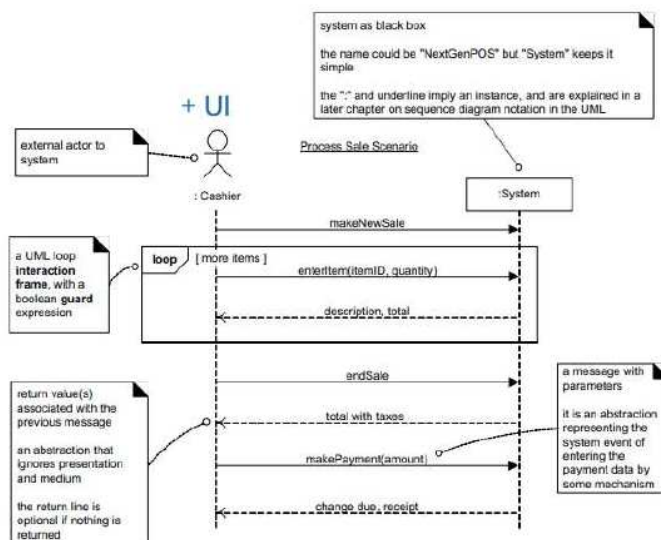 system as black box
the name could be "NextGenPOS" but "System" keeps it
simple
the ":" and underline imply an instance, and are explained in a
later chapter on sequence diagram notation in the UML
+ UI
external actor to
system
Process Sale Scenario
: Cashier
:System
makeNewSale
a UML loop
interaction
frame, with a
boolean guard
expression
loop
[ more items ]
enterItem(itemID, quantity)
description, total
endSale
return value(s)
associated with the
previous message
an abstraction that
ignores presentation
and medium
the return line is
optional if nothing is
returned
total with taxes
makePayment(amount)
a message with
parameters
it is an abstraction
representing the
system event of
entering the
payment data by
some mechanism
change due, receipt